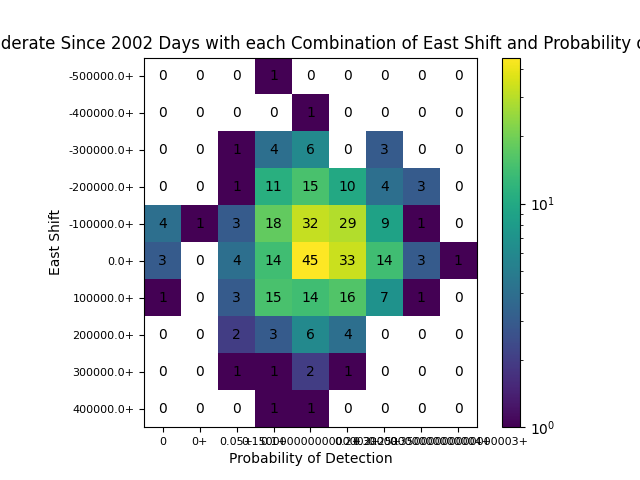 derate Since 2002 Days with each Combination of East Shift and Probability o
-500000.0+ 0 0 0 1 0 0 0 0 0
-400000.0+ 0 0 0 0 1 0 0 0 0
-300000.0+ 0 0 1 4 6 0 3 0 0
-200000.0+ 0 0 1 11 15 10 4 3 0
-100000.0+ 4 1 3 18 32 29 9 1 0
0.0+ 3 0 4 14 45 33 14 3 1
100000.0+ 1 0 3 15 14 16 7 1 0
200000.0+ 0 0 2 3 6 4 0 0 0
300000.0+ 0 0 1 1 2 1 0 0 0
400000.0+ 0 0 0 1 1 0 0 0 0
East Shift
0 0+
Probability of Detection
10^1
10^0